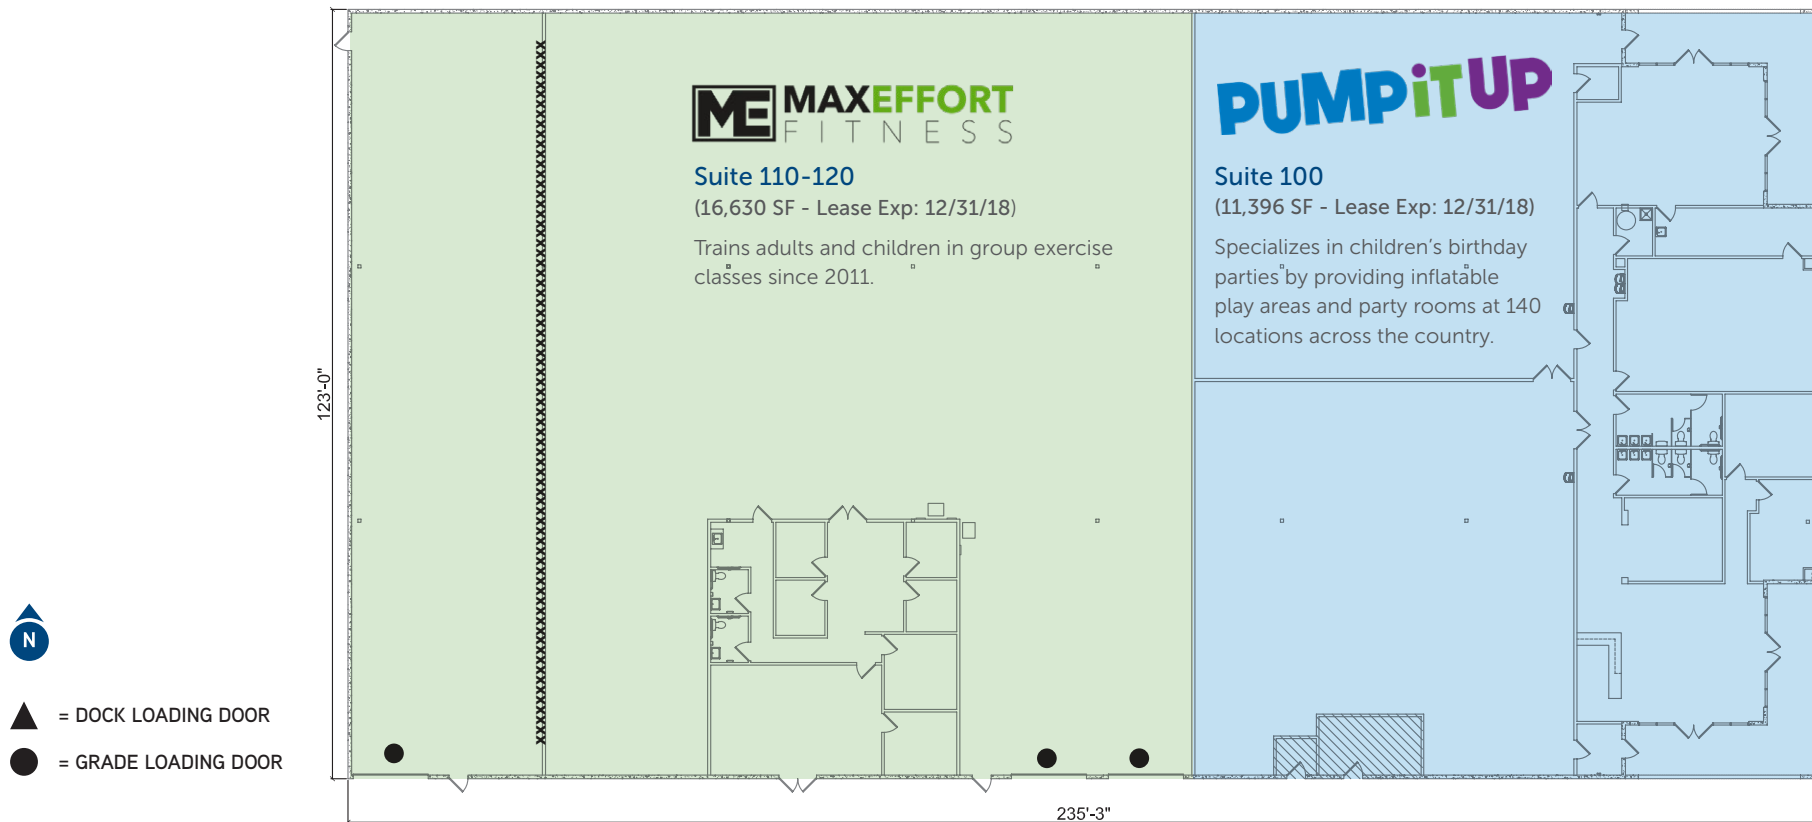 ME MAXEFFORT
FITNESS
Suite 110-120
(16,630 SF - Lease Exp: 12/31/18)
Trains adults and children in group exercise
classes since 2011.
PUMPiTUP
Suite 100
(11,396 SF - Lease Exp: 12/31/18)
Specializes in children’s birthday
parties by providing inflatable
play areas and party rooms at 140
locations across the country.
123'-0"
N
= DOCK LOADING DOOR
= GRADE LOADING DOOR
235'-3"